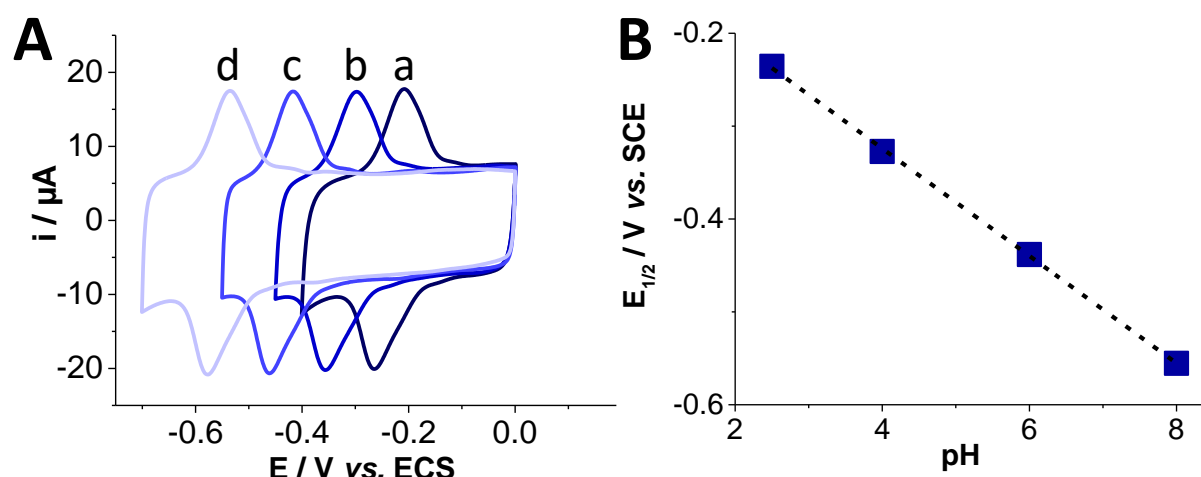 A
d c b a
20
10
0
-10
-20
i / µA
-0.6 -0.4 -0.2 0.0
E / V vs. ECS
B
-0.2
-0.4
-0.6
E1/2 / V vs. SCE
2 4 6 8
pH